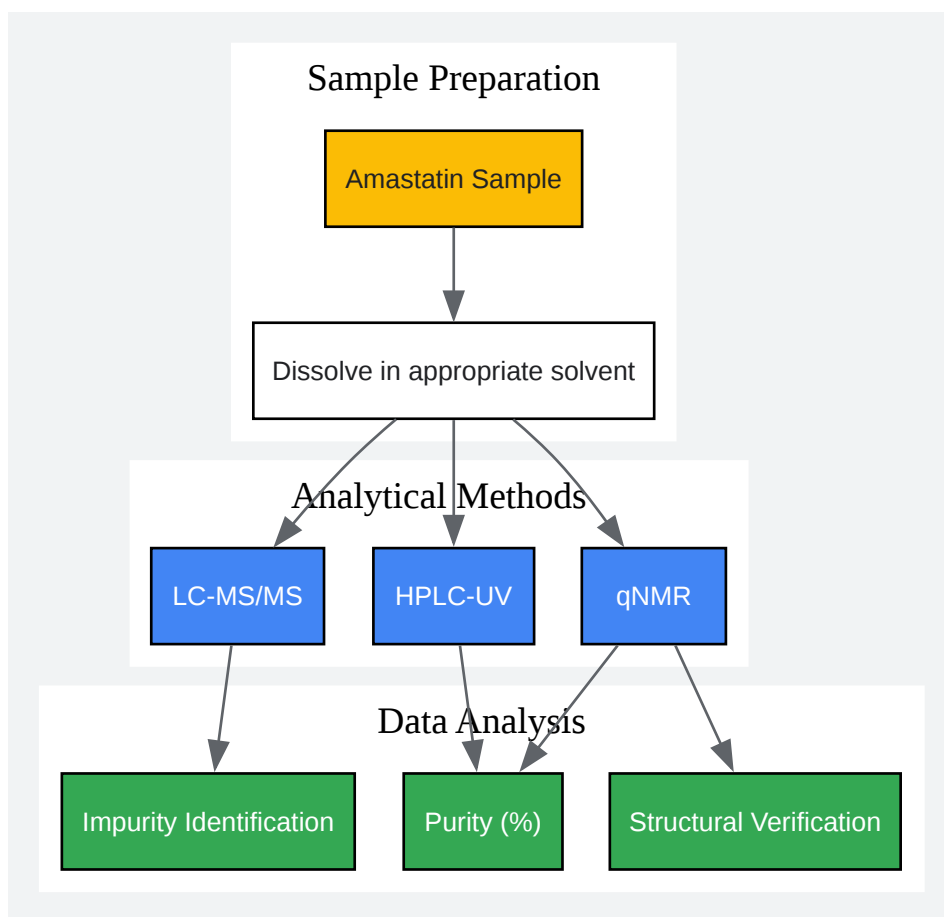 Sample Preparation
Amastatin Sample
Dissolve in appropriate solvent
Analytical Methods
LC-MS/MS
HPLC-UV
qNMR
Data Analysis
Impurity Identification
Purity (%)
Structural Verification